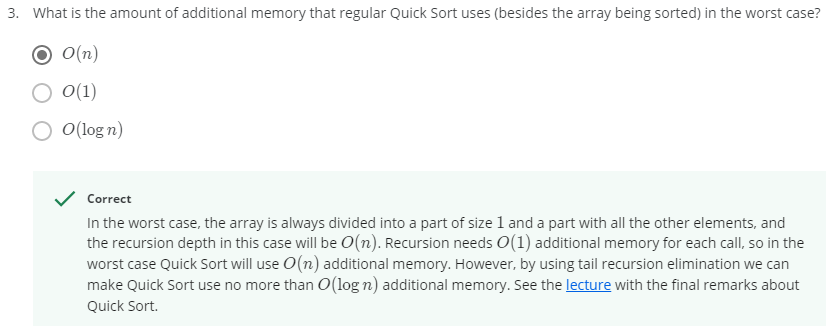 3. What is the amount of additional memory that regular Quick Sort uses (besides the array being sorted) in the worst case?
O(n)
O(1)
O(log n)
Correct
In the worst case, the array is always divided into a part of size 1 and a part with all the other elements, and
the recursion depth in this case will be O(n). Recursion needs O(1) additional memory for each call, so in the
worst case Quick Sort will use O(n) additional memory. However, by using tail recursion elimination we can
make Quick Sort use no more than O(log n) additional memory. See the lecture with the final remarks about
Quick Sort.